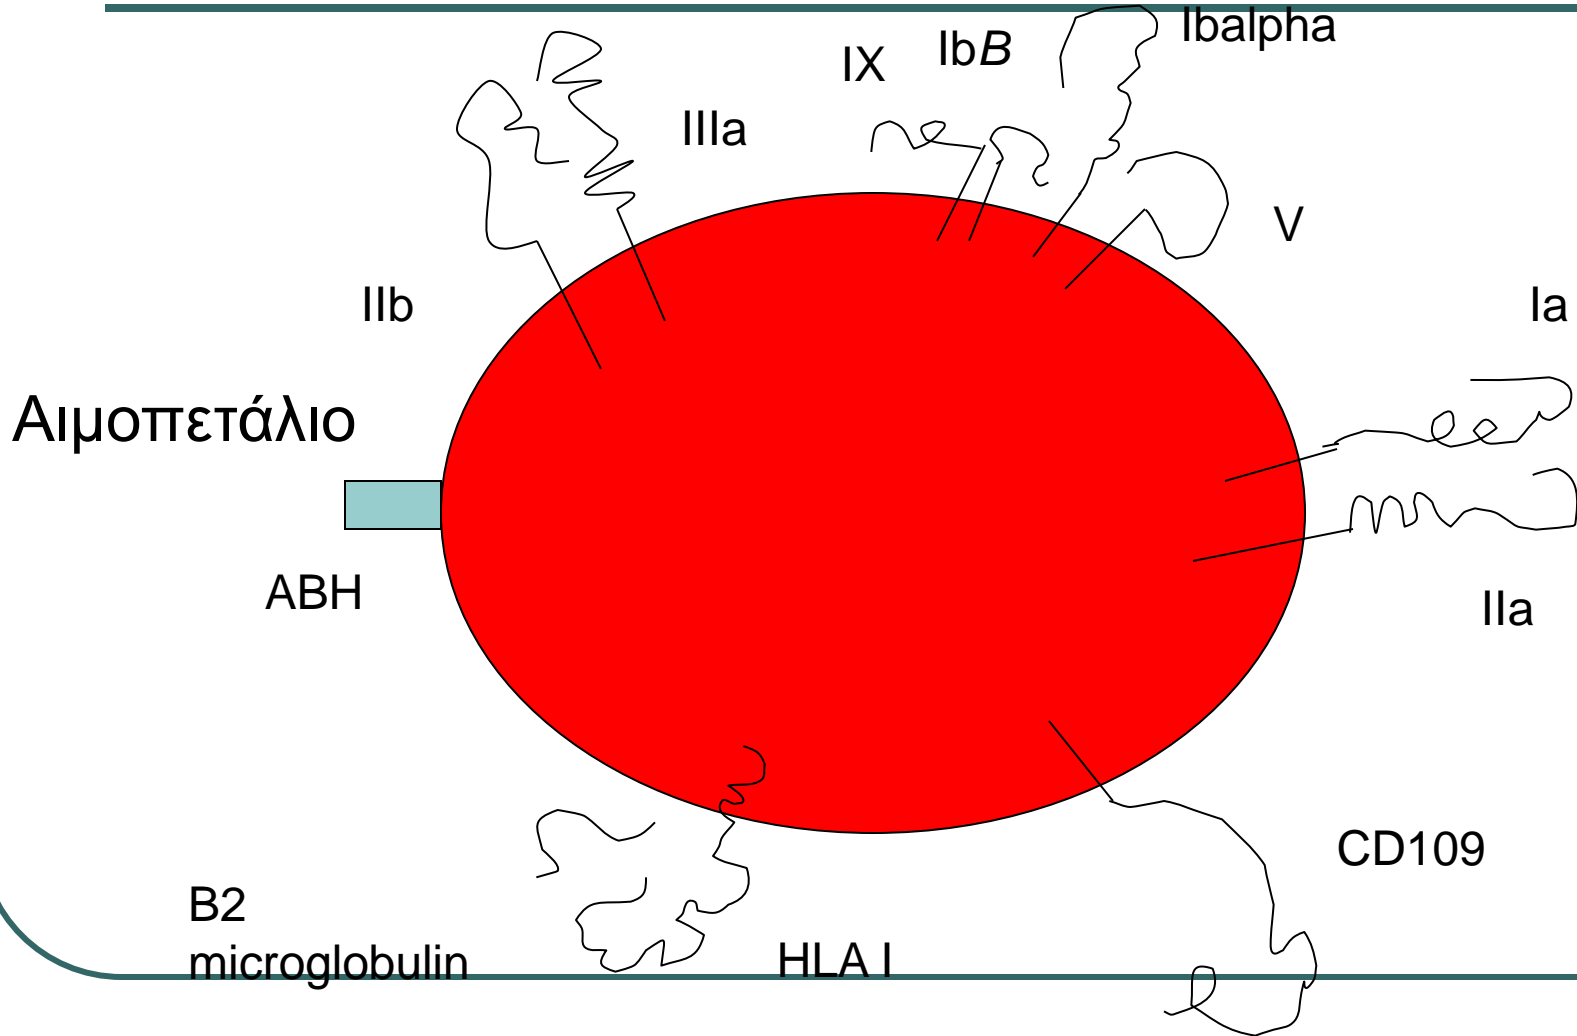 Ibalpha
IbB
IX
IIIa
V
IIb
Ia
Αιμοπετάλιο
ABH
IIa
CD109
B2
microglobulin
HLA I